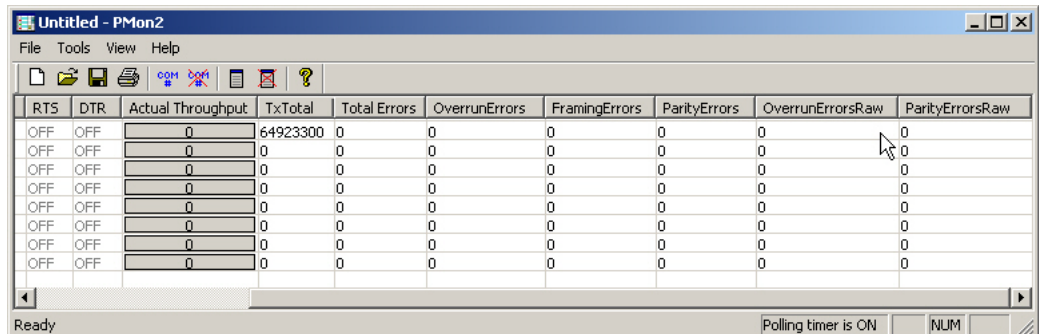 Untitled - PMon2
File Tools View Help
COM # COM #
RTS DTR Actual Throughput TxTotal Total Errors OverrunErrors FramingErrors ParityErrors OverrunErrorsRaw ParityErrorsRaw
OFF OFF 0 64923300 0 0 0 0 0 0
OFF OFF 0 0 0 0 0 0 0 0
OFF OFF 0 0 0 0 0 0 0 0
OFF OFF 0 0 0 0 0 0 0 0
OFF OFF 0 0 0 0 0 0 0 0
OFF OFF 0 0 0 0 0 0 0 0
OFF OFF 0 0 0 0 0 0 0 0
OFF OFF 0 0 0 0 0 0 0 0
Ready Polling timer is ON NUM